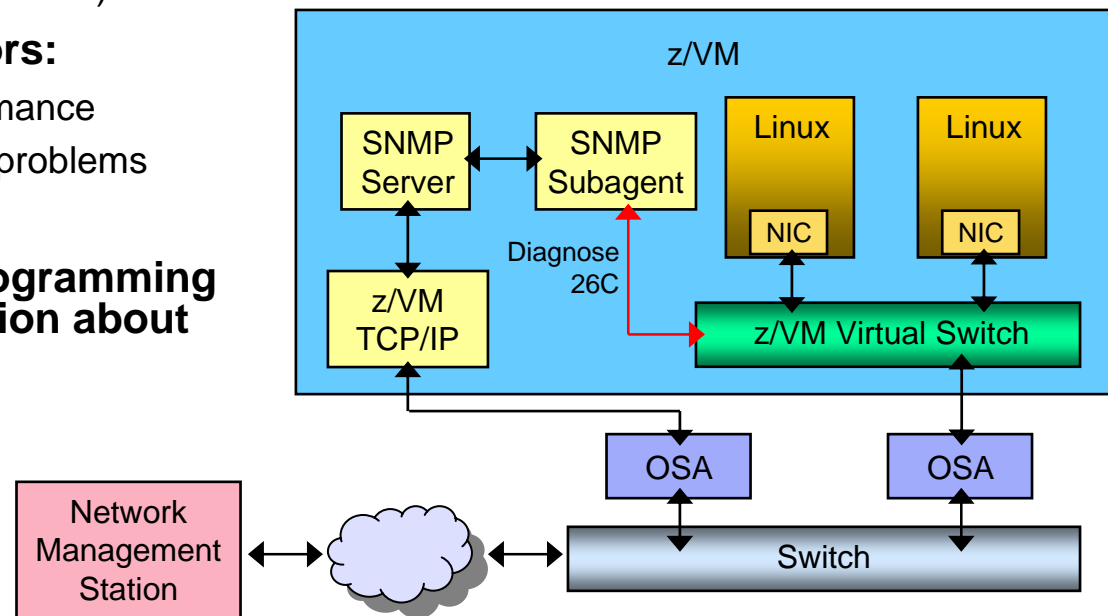 ors:
mance
problems
ogramming
ion about
z/VM
SNMP
Server
SNMP
Subagent
Linux
NIC
Linux
NIC
Diagnose
26C
z/VM
TCP/IP
z/VM Virtual Switch
OSA
OSA
Network
Management
Station
Switch